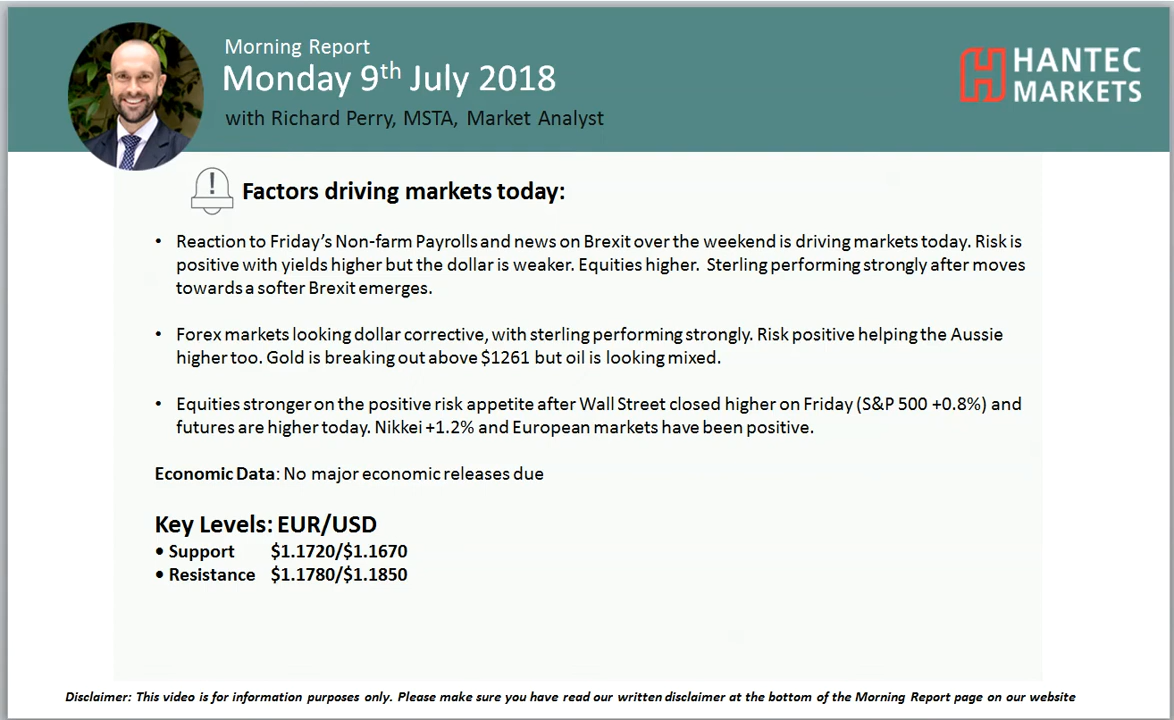 Morning Report
Monday 9th July 2018
with Richard Perry, MSTA, Market Analyst
HANTEC
MARKETS
! Factors driving markets today:
• Reaction to Friday's Non-farm Payrolls and news on Brexit over the weekend is driving markets today. Risk is
positive with yields higher but the dollar is weaker. Equities higher. Sterling performing strongly after moves
towards a softer Brexit emerges.
• Forex markets looking dollar corrective, with sterling performing strongly. Risk positive helping the Aussie
higher too. Gold is breaking out above $1261 but oil is looking mixed.
• Equities stronger on the positive risk appetite after Wall Street closed higher on Friday (S&P 500 +0.8%) and
futures are higher today. Nikkei +1.2% and European markets have been positive.
Economic Data: No major economic releases due
Key Levels: EUR/USD
• Support $1.1720/$1.1670
• Resistance $1.1780/$1.1850
Disclaimer: This video is for information purposes only. Please make sure you have read our written disclaimer at the bottom of the Morning Report page on our website